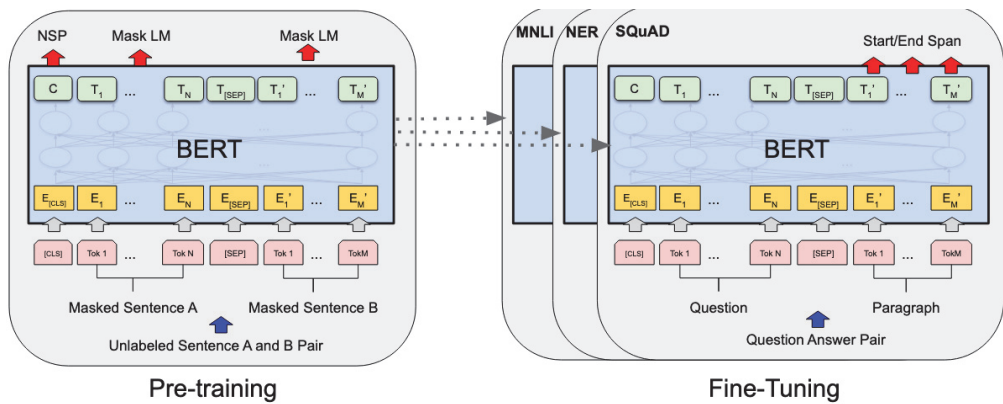 NSP Mask LM Mask LM
C T1 ... TN T[SEP] T1' ... TM'
BERT
E[CLS] E1 ... EN E[SEP] E1' ... EM'
[CLS] Tok 1 ... Tok N [SEP] Tok 1 ... TokM
Masked Sentence A Masked Sentence B
Unlabeled Sentence A and B Pair
Pre-training
MNLI NER SQuAD
Start/End Span
C T1 ... TN T[SEP] T1' ... TM'
BERT
E[CLS] E1 ... EN E[SEP] E1' ... EM'
[CLS] Tok 1 ... Tok N [SEP] Tok 1 ... TokM
Question Paragraph
Question Answer Pair
Fine-Tuning